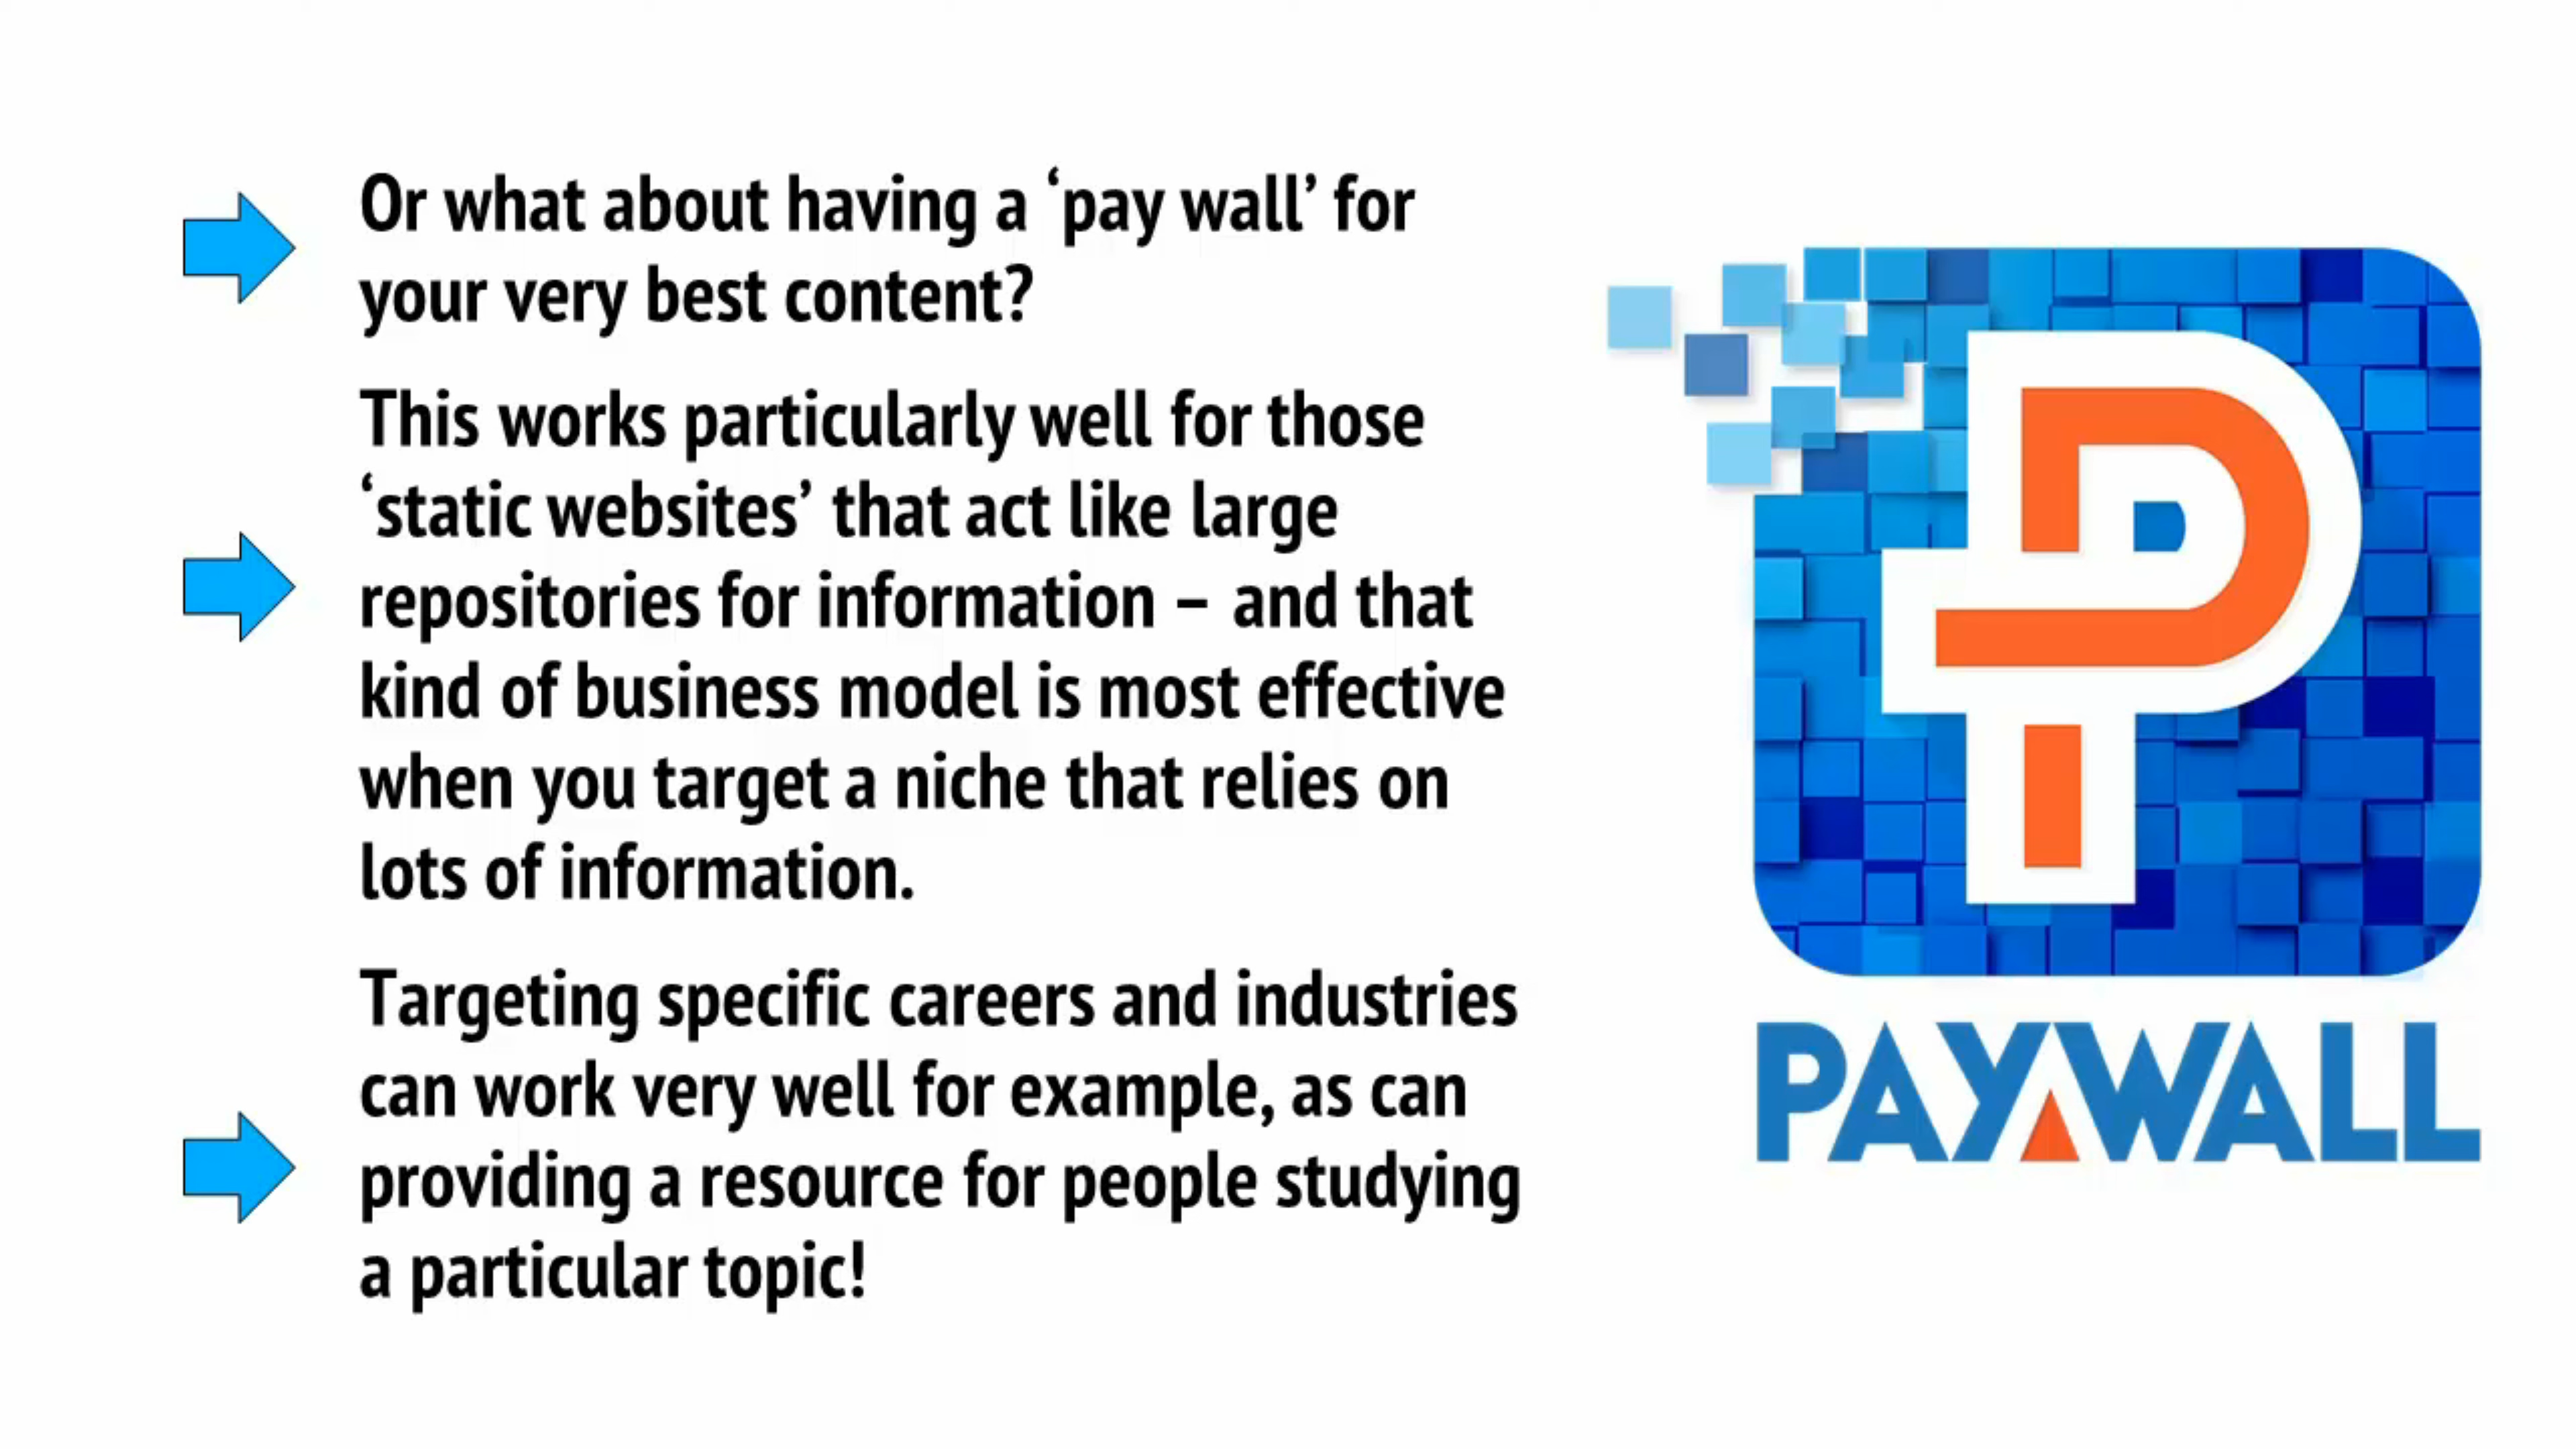 Or what about having a ‘pay wall’ for
your very best content?
This works particularly well for those
‘static websites’ that act like large
repositories for information – and that
kind of business model is most effective
when you target a niche that relies on
lots of information.
Targeting specific careers and industries
can work very well for example, as can
providing a resource for people studying
a particular topic!
P
PAYWALL